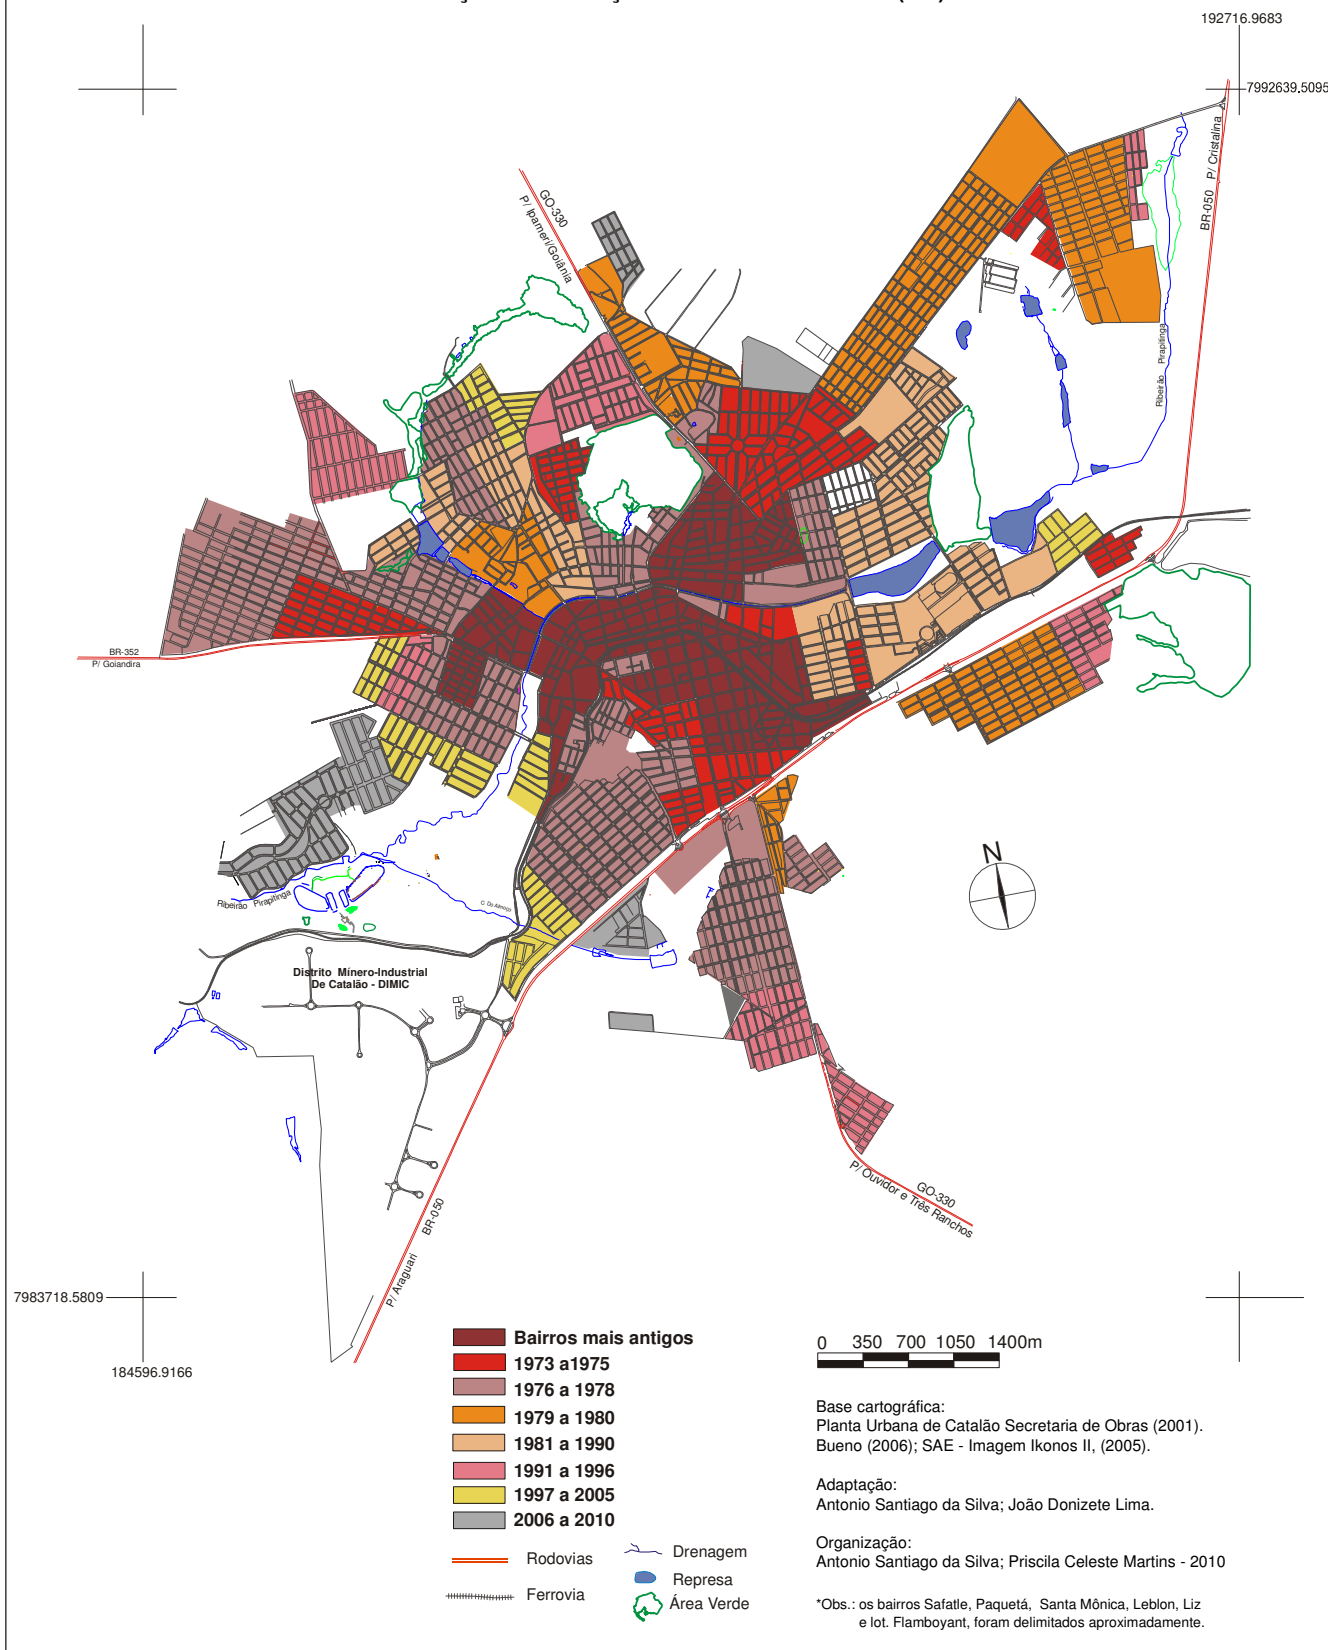 192716.9683
7992639.5095
BR-050 P/ Cristalina
GO-330
P/ Ipameri/Goiânia
Ribeirão Pirapitinga
BR-352
P/ Goiandira
N
Ribeirão Pirapitinga
Distrito Mínero-Industrial
De Catalão - DIMIC
GO-330
P/ Ouvidor e Três Ranchos
P/ Araguari BR-050
7983718.5809
184596.9166
Bairros mais antigos
1973 a1975
1976 a 1978
1979 a 1980
1981 a 1990
1991 a 1996
1997 a 2005
2006 a 2010
Rodovias
Ferrovia
Drenagem
Represa
Área Verde
0 350 700 1050 1400m
Base cartográfica:
Planta Urbana de Catalão Secretaria de Obras (2001).
Bueno (2006); SAE - Imagem Ikonos II, (2005).
Adaptação:
Antonio Santiago da Silva; João Donizete Lima.
Organização:
Antonio Santiago da Silva; Priscila Celeste Martins - 2010
*Obs.: os bairros Safatle, Paquetá, Santa Mônica, Leblon, Liz
e lot. Flamboyant, foram delimitados aproximadamente.